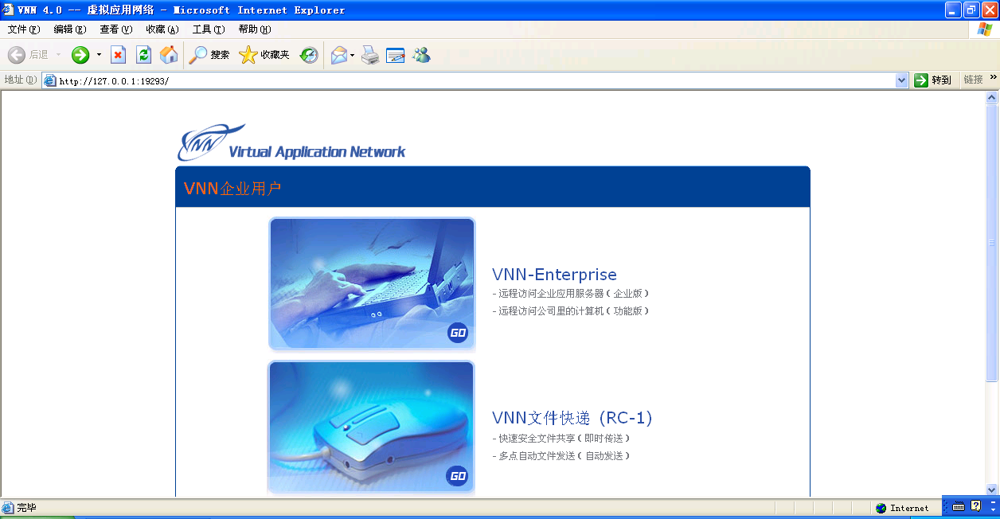 VNN 4.0 -- 虚拟应用网络 - Microsoft Internet Explorer
文件(F) 编辑(E) 查看(V) 收藏(A) 工具(T) 帮助(H)
后退 搜索 收藏夹
地址(D) http://127.0.0.1:19293/ 转到 链接 »
VNN Virtual Application Network
VNN企业用户
VNN-Enterprise
- 远程访问企业应用服务器(企业版)
- 远程访问公司里的计算机(功能版)
GO
VNN文件快递 (RC-1)
- 快速安全文件共享(即时传送)
- 多点自动文件发送(自动发送)
GO
完毕 Internet